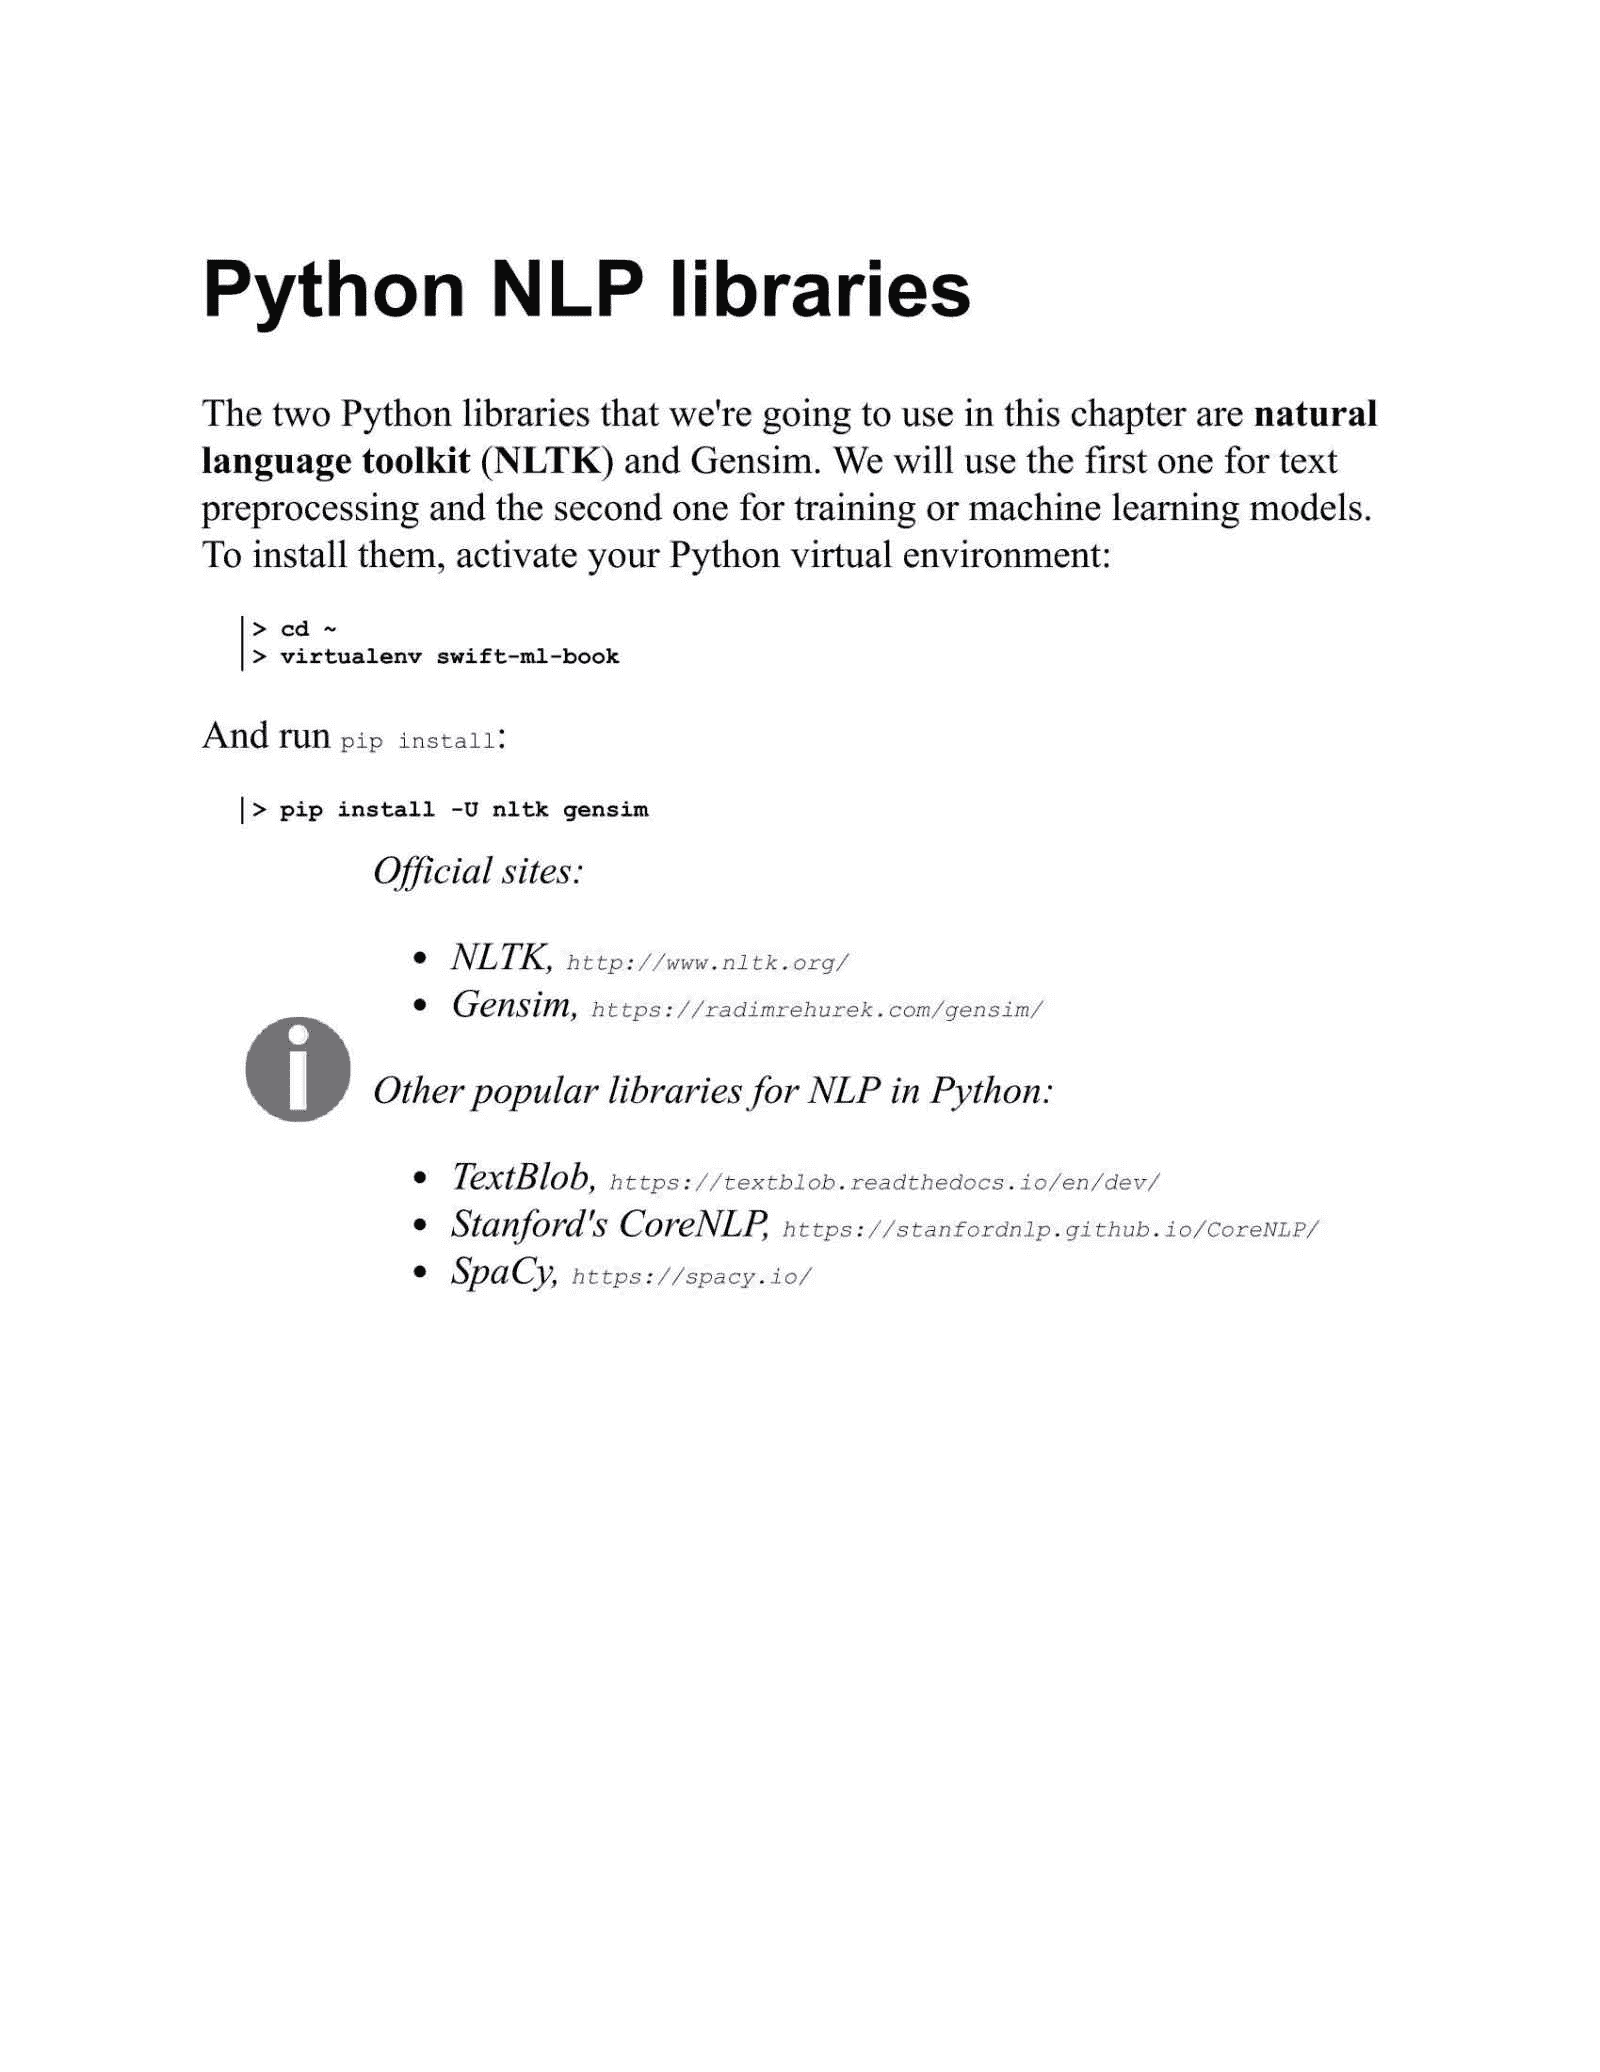 Python NLP libraries
The two Python libraries that we're going to use in this chapter are natural
language toolkit (NLTK) and Gensim. We will use the first one for text
preprocessing and the second one for training or machine learning models.
To install them, activate your Python virtual environment:
> cd ~
> virtualenv swift-ml-book
And run pip install:
> pip install -U nltk gensim
Official sites:
• NLTK, http://www.nltk.org/
• Gensim, https://radimrehurek.com/gensim/
Other popular libraries for NLP in Python:
• TextBlob, https://textblob.readthedocs.io/en/dev/
• Stanford's CoreNLP, https://stanfordnlp.github.io/CoreNLP/
• SpaCy, https://spacy.io/